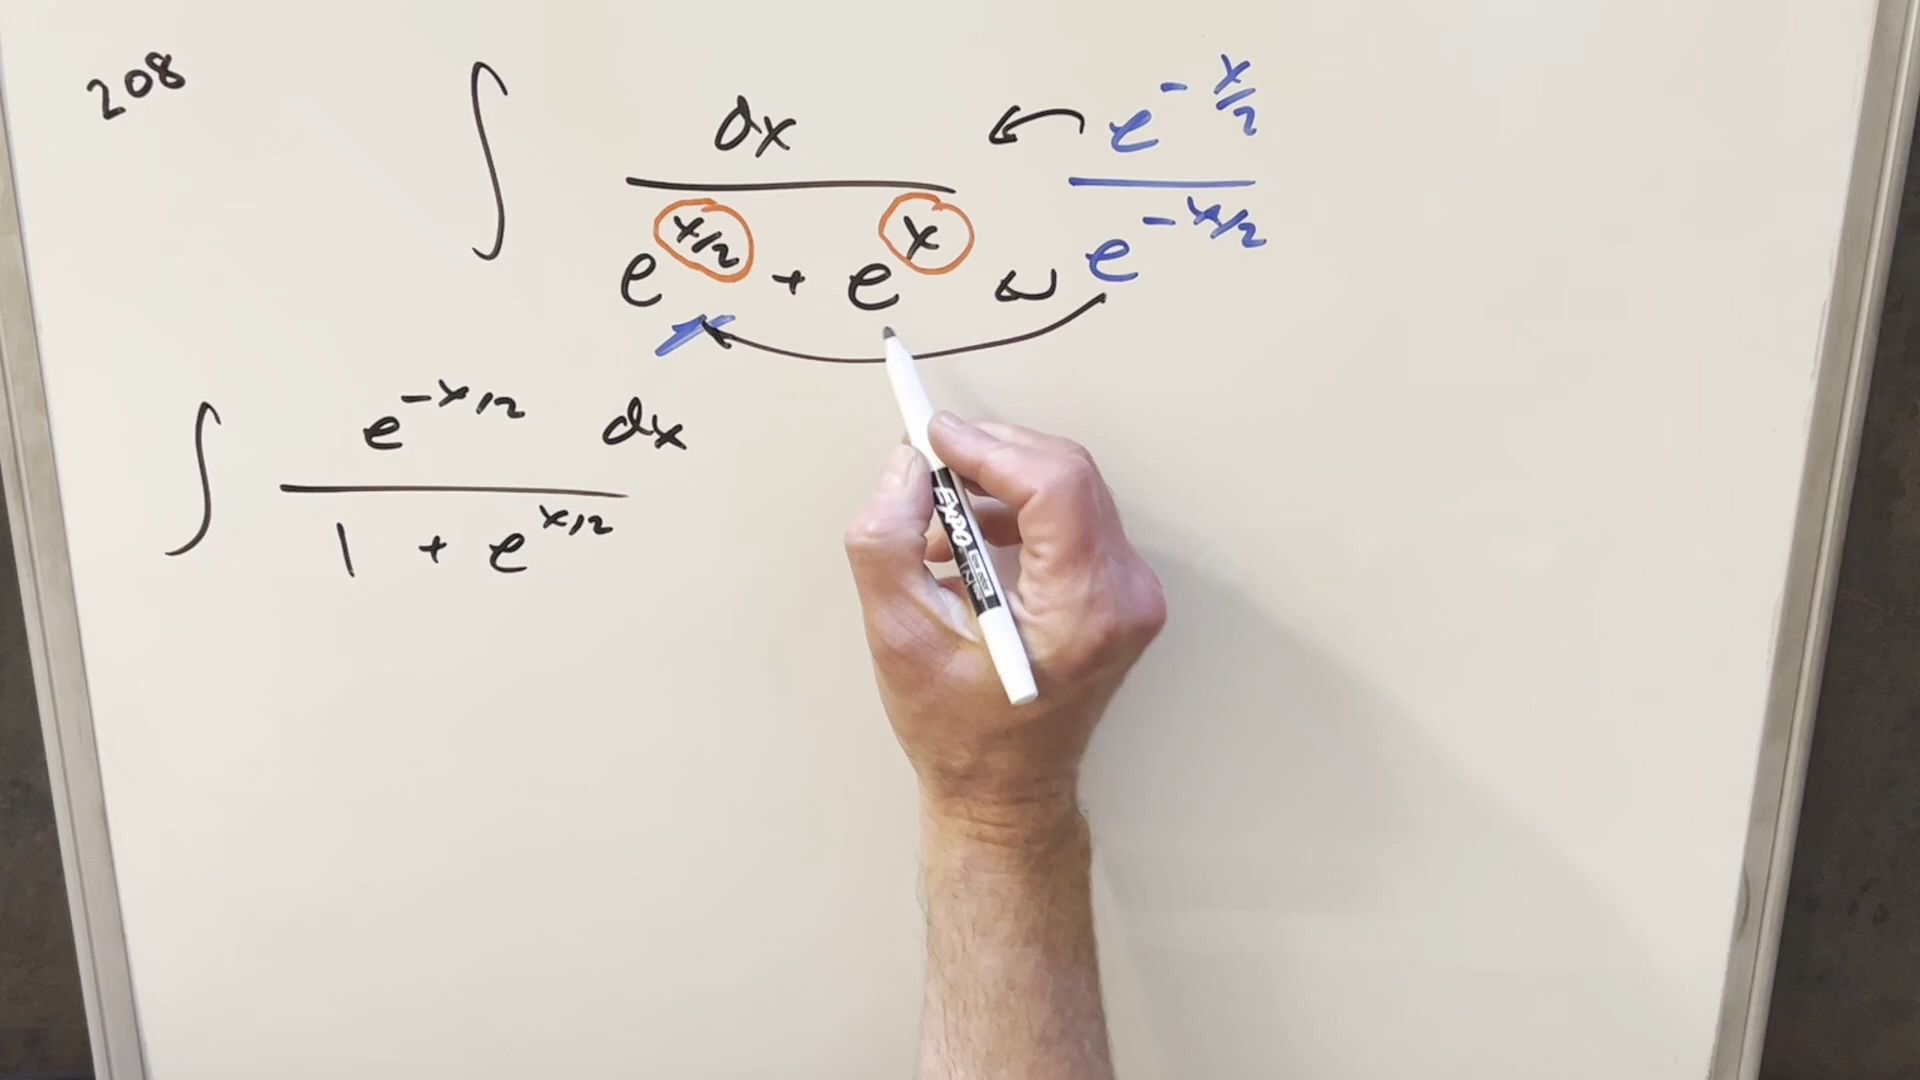 208
∫ dx / (e^(x/2) + e^x) ← e^(-x/2) / e^(-x/2)
∫ e^(-x/2) dx / (1 + e^(x/2))
EXPO